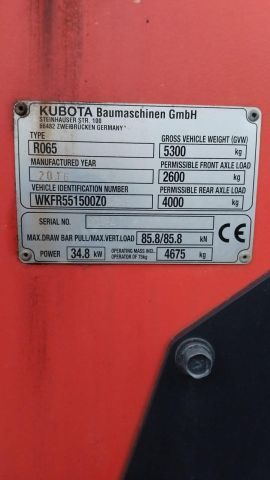 KUBOTA Baumaschinen GmbH
STEINHAUSER STR. 100
66482 ZWEIBRÜCKEN GERMANY
TYPE
R065
GROSS VEHICLE WEIGHT (GVW)
5300 kg
MANUFACTURED YEAR
2016
PERMISSIBLE FRONT AXLE LOAD
2600 kg
VEHICLE IDENTIFICATION NUMBER
WKFR551500Z0
PERMISSIBLE REAR AXLE LOAD
4000 kg
SERIAL NO.
MAX.DRAW BAR PULL/MAX.VERT.LOAD 85.8/85.8 kN
POWER 34.8 kW OPERATING MASS INCL. OPERATOR OF 75kg 4675 kg
CE